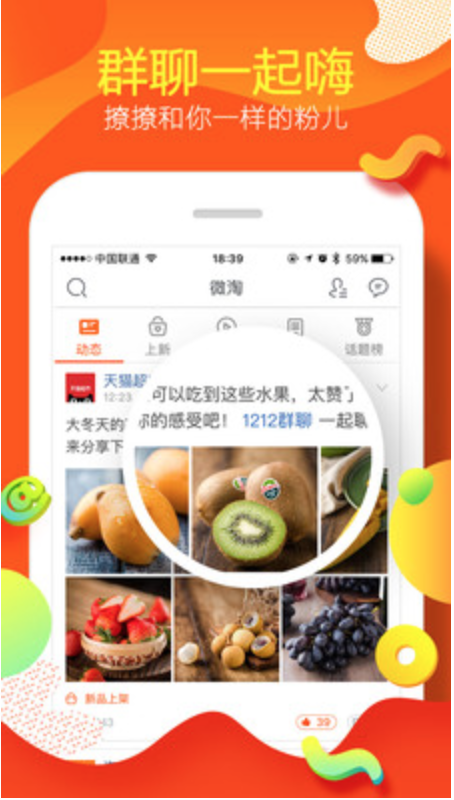 群聊一起嗨
撩撩和你一样的粉儿
中国联通
18:39
59%
微淘
动态
上新
话题榜
天猫超
12:23
可以吃到这些水果，太赞
大冬天的
你的感受吧！ 1212群聊 一起聊
来分享下
新品上架
43
39